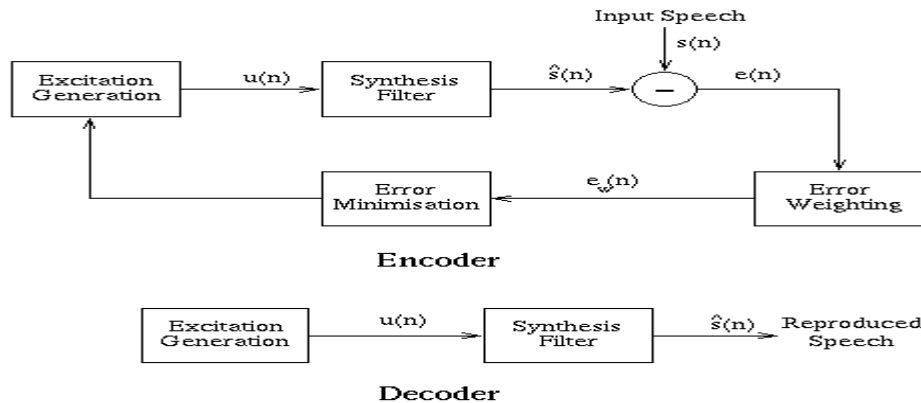 Input Speech
s(n)
Excitation
Generation
u(n)
Synthesis
Filter
ŝ(n)
−
e(n)
Error
Minimisation
e_w(n)
Error
Weighting
Encoder
Excitation
Generation
u(n)
Synthesis
Filter
ŝ(n)
Reproduced
Speech
Decoder